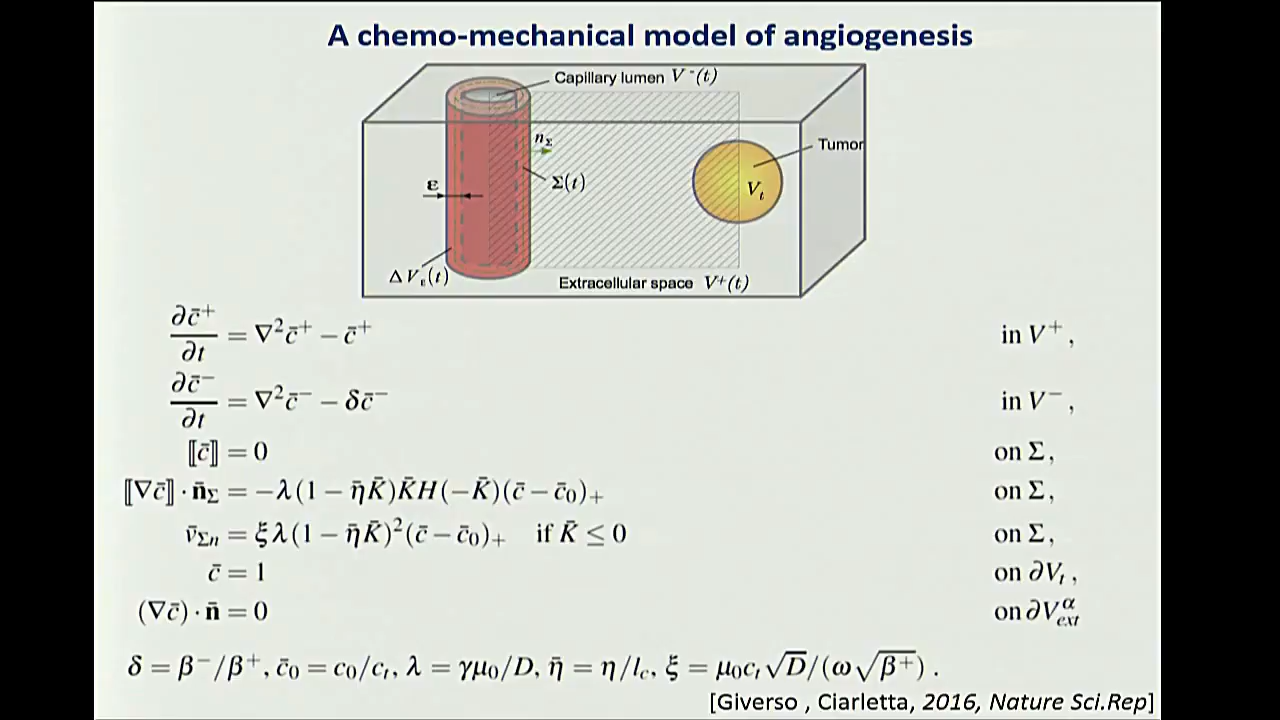 A chemo-mechanical model of angiogenesis
Capillary lumen V⁻(t)
n_Σ
Tumor
ε
Σ(t)
V_t
ΔV_ε(t)
Extracellular space V⁺(t)
∂c̄⁺/∂t = ∇²c̄⁺ − c̄⁺ in V⁺,
∂c̄⁻/∂t = ∇²c̄⁻ − δc̄⁻ in V⁻,
⟦c̄⟧ = 0 on Σ,
⟦∇c̄⟧ · n̄_Σ = −λ(1 − η̄K̄)K̄H(−K̄)(c̄ − c̄₀)₊ on Σ,
v̄_Σn = ξλ(1 − η̄K̄)²(c̄ − c̄₀)₊ if K̄ ≤ 0 on Σ,
c̄ = 1 on ∂V_t,
(∇c̄) · n̄ = 0 on ∂V_ext^α
δ = β⁻/β⁺, c̄₀ = c₀/c_t, λ = γμ₀/D, η̄ = η/l_c, ξ = μ₀c_t√D/(ω√β⁺).
[Giverso , Ciarletta, 2016, Nature Sci.Rep]